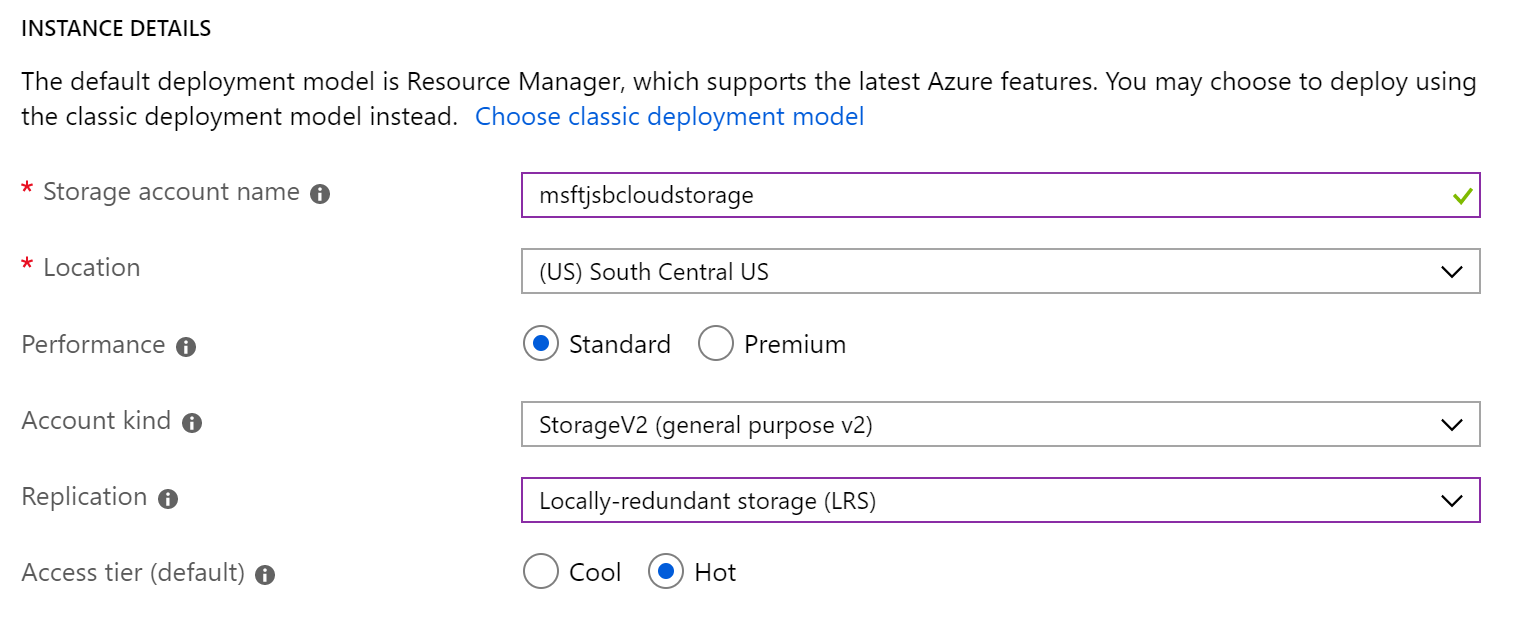 INSTANCE DETAILS
The default deployment model is Resource Manager, which supports the latest Azure features. You may choose to deploy using
the classic deployment model instead. Choose classic deployment model
* Storage account name
msftjsbcloudstorage
* Location
(US) South Central US
Performance
Standard Premium
Account kind
StorageV2 (general purpose v2)
Replication
Locally-redundant storage (LRS)
Access tier (default)
Cool Hot